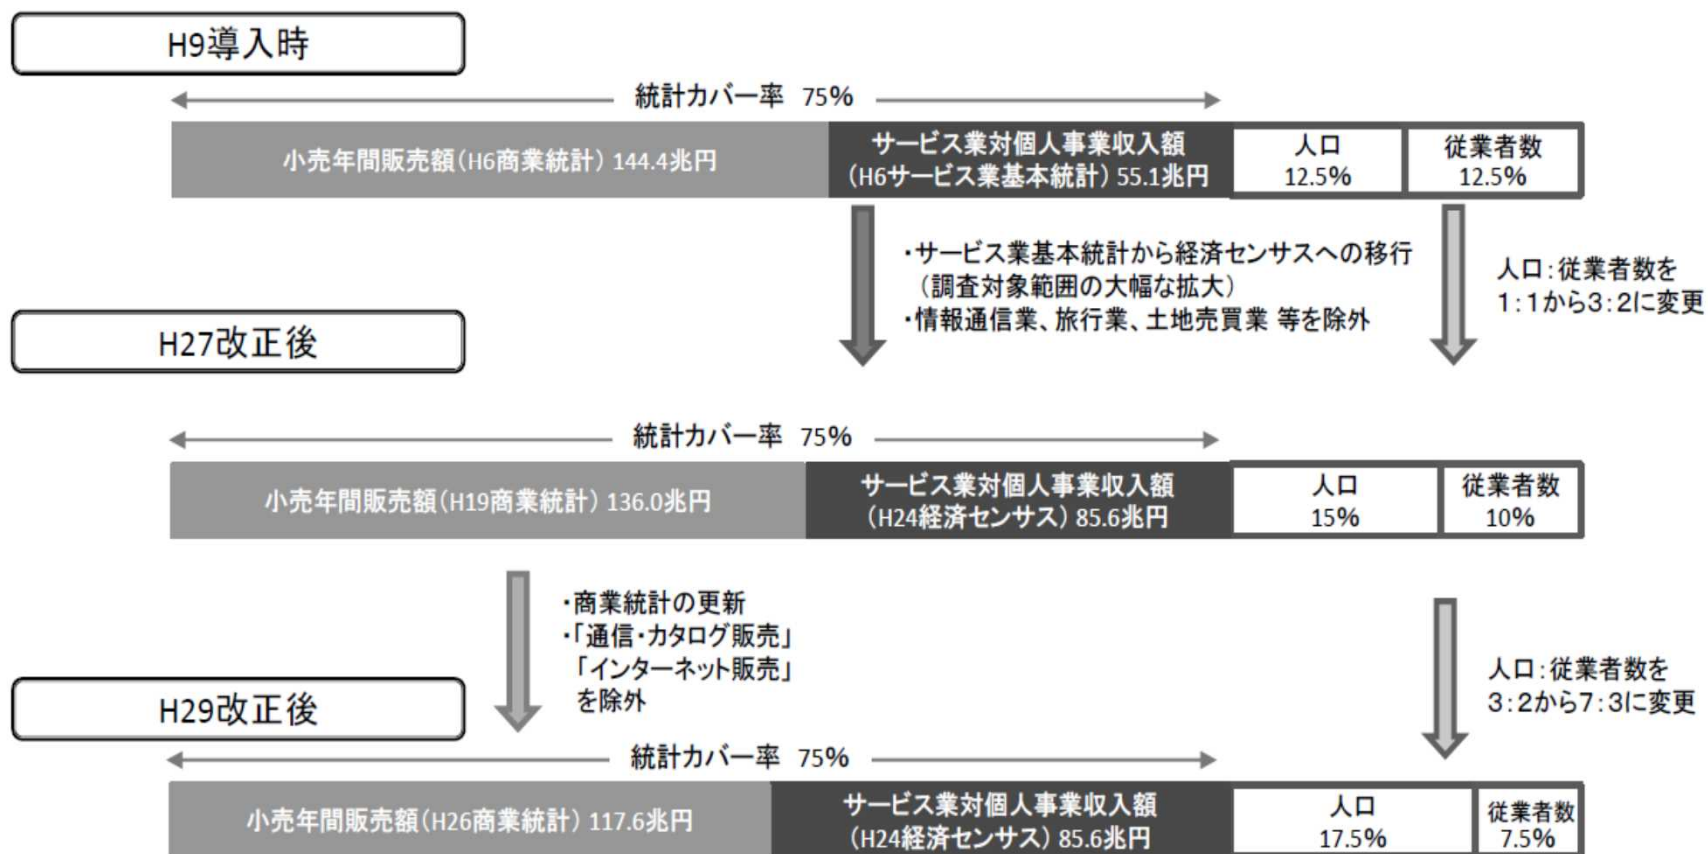 H9導入時
統計カバー率 75%
小売年間販売額(H6商業統計) 144.4兆円
サービス業対個人事業収入額
(H6サービス業基本統計) 55.1兆円
人口
12.5%
従業者数
12.5%
・サービス業基本統計から経済センサスへの移行
(調査対象範囲の大幅な拡大)
・情報通信業、旅行業、土地売買業 等を除外
人口:従業者数を
1:1から3:2に変更
H27改正後
統計カバー率 75%
小売年間販売額(H19商業統計) 136.0兆円
サービス業対個人事業収入額
(H24経済センサス) 85.6兆円
人口
15%
従業者数
10%
・商業統計の更新
・「通信・カタログ販売」
「インターネット販売」
を除外
人口:従業者数を
3:2から7:3に変更
H29改正後
統計カバー率 75%
小売年間販売額(H26商業統計) 117.6兆円
サービス業対個人事業収入額
(H24経済センサス) 85.6兆円
人口
17.5%
従業者数
7.5%